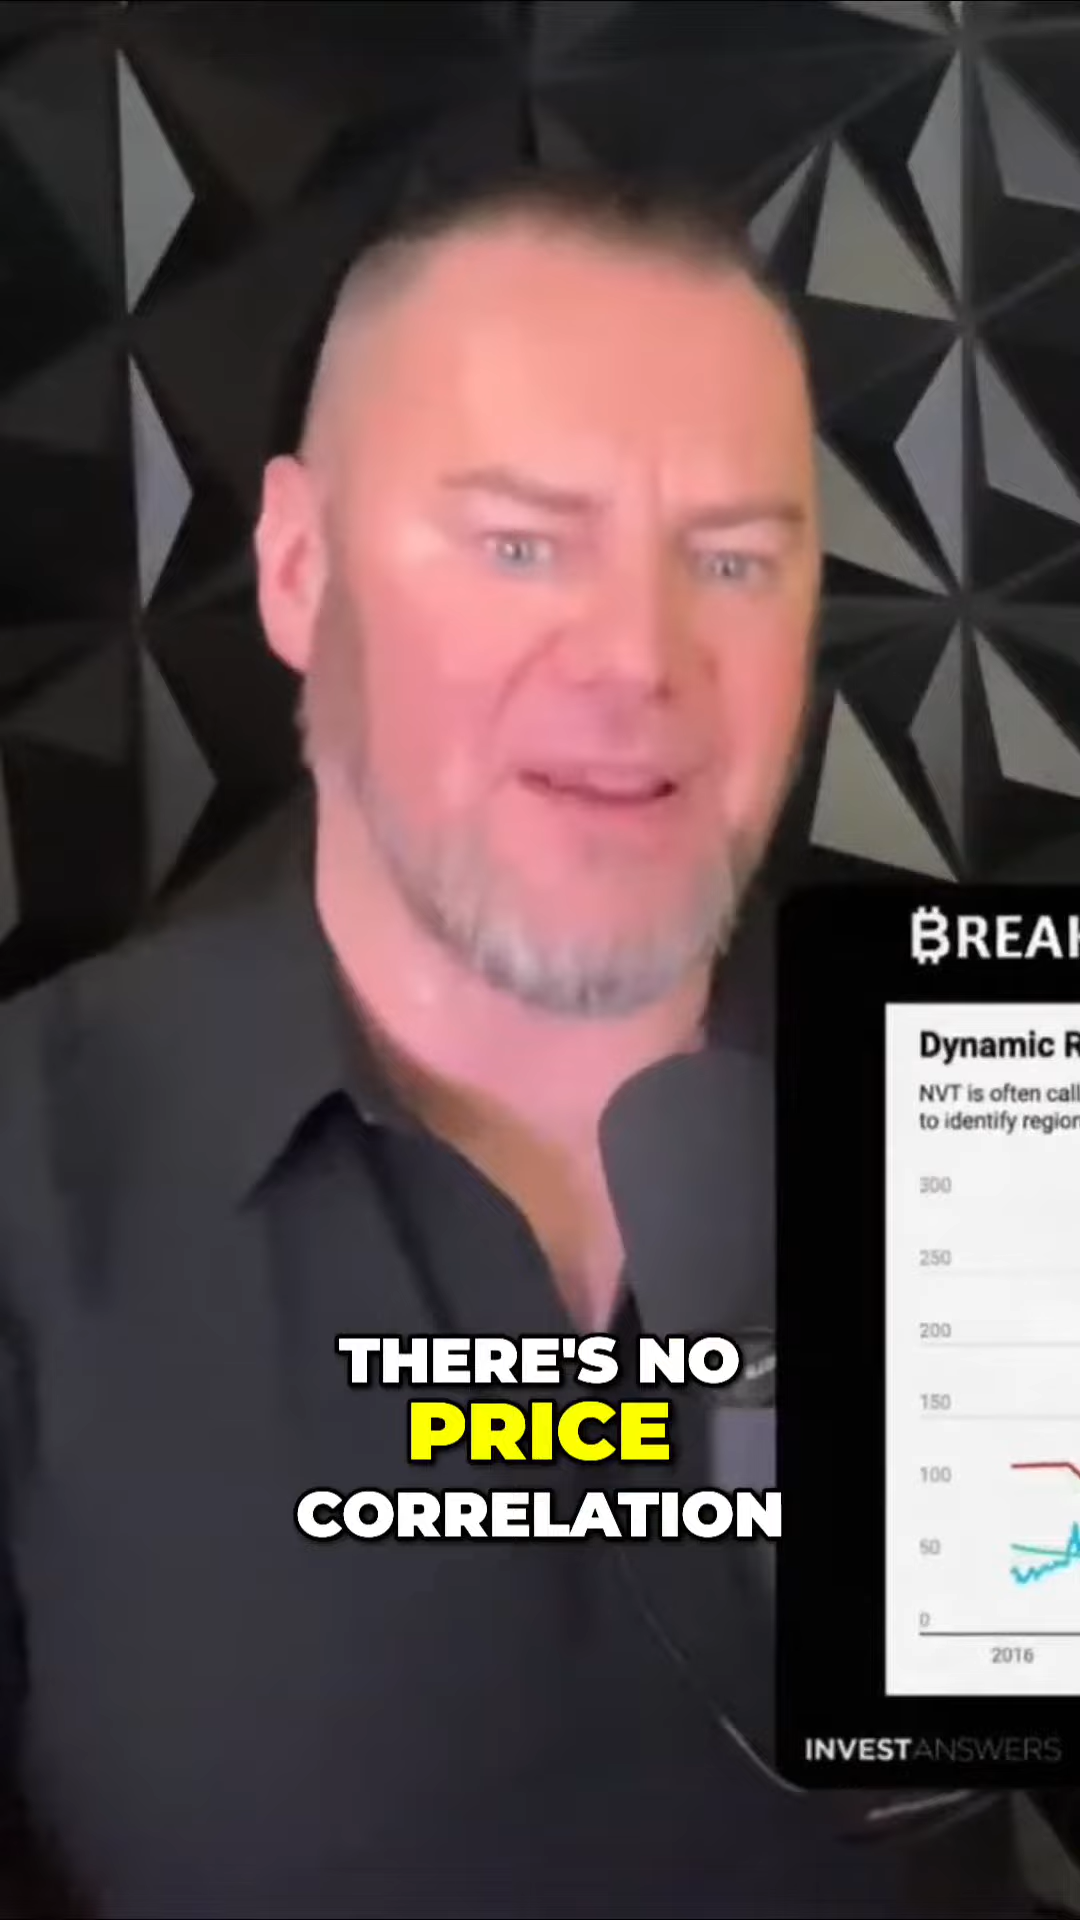 ₿REAK
Dynamic R
NVT is often call
to identify region
300
250
200
150
100
50
0
2016
THERE'S NO
PRICE
CORRELATION
INVESTANSWERS